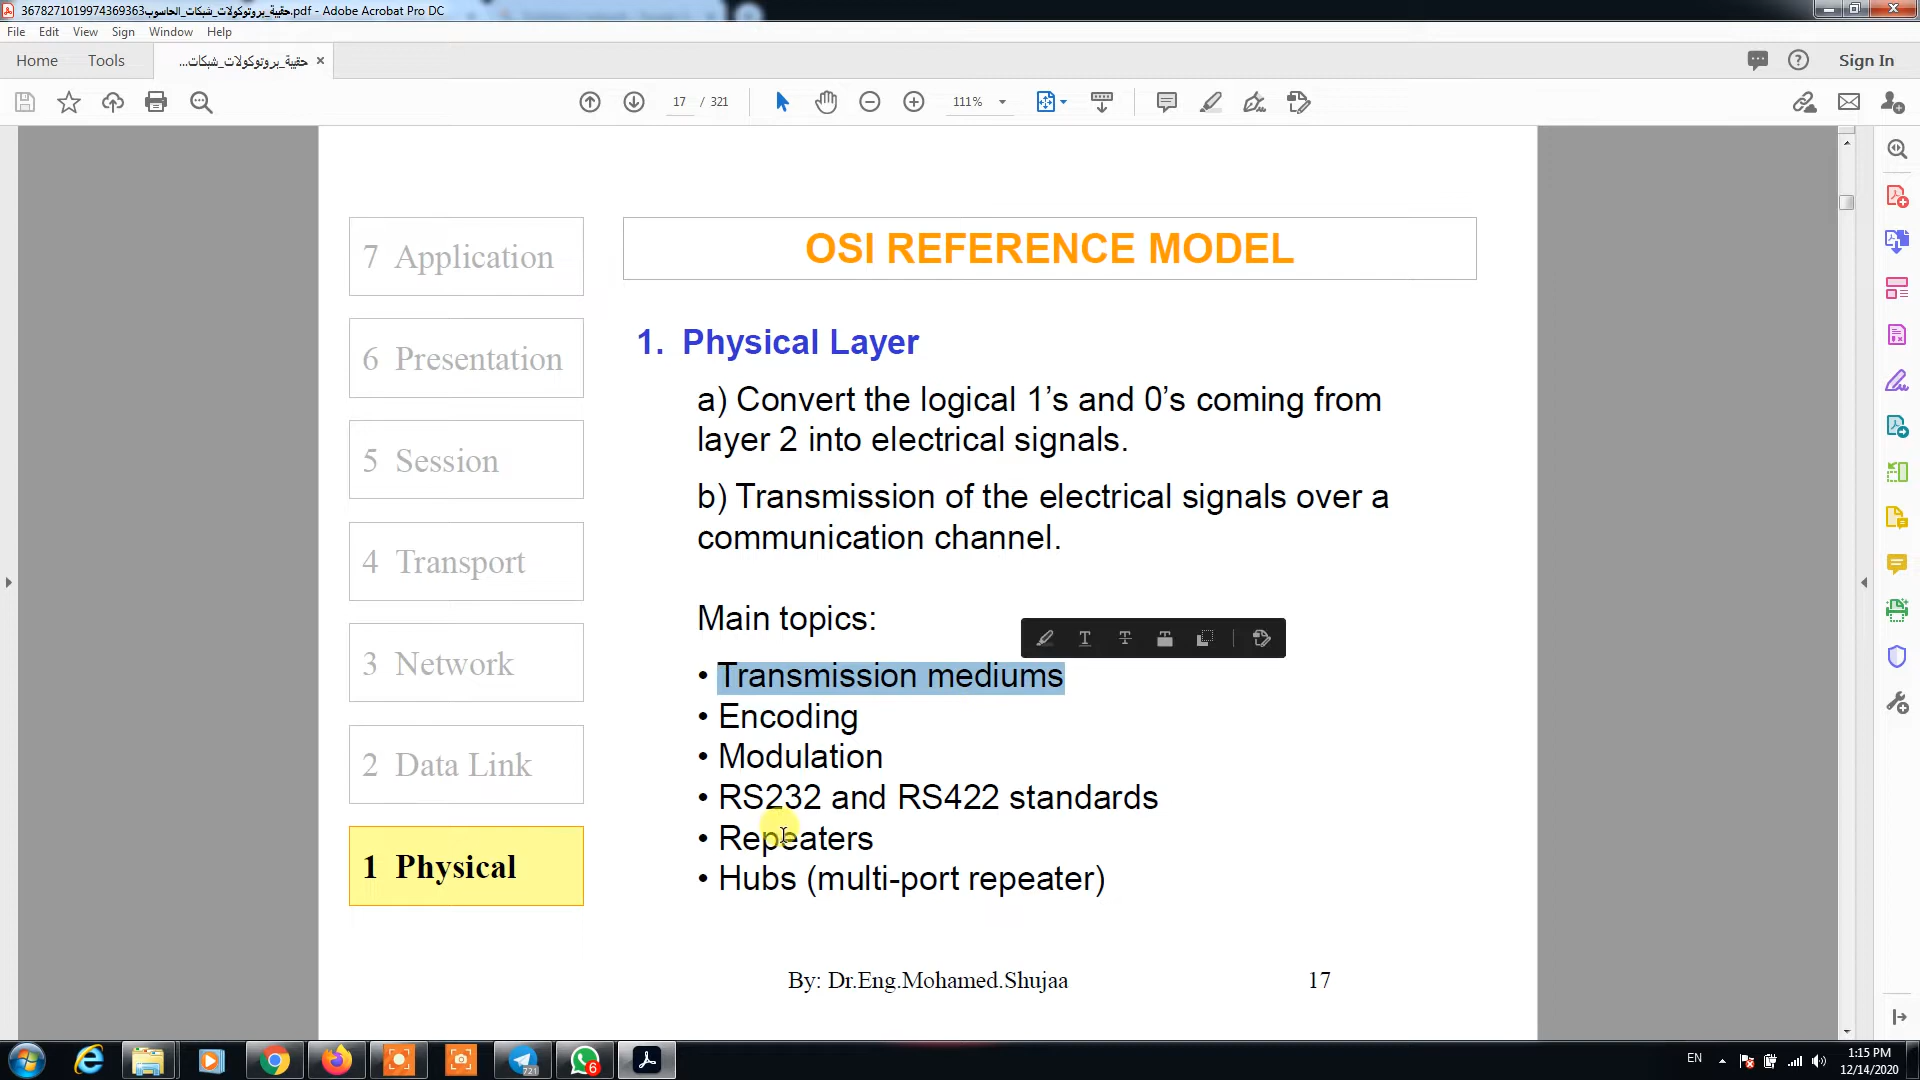 3678271019974369363حقيبة_بروتوكولات_شبكات_الحاسوب.pdf - Adobe Acrobat Pro DC
File Edit View Sign Window Help
Home Tools حقيبة_بروتوكولات_شبكات... × Sign In
17 / 321 111%
7 Application
6 Presentation
5 Session
4 Transport
3 Network
2 Data Link
1 Physical
OSI REFERENCE MODEL
1. Physical Layer
a) Convert the logical 1’s and 0’s coming from
layer 2 into electrical signals.
b) Transmission of the electrical signals over a
communication channel.
Main topics:
• Transmission mediums
• Encoding
• Modulation
• RS232 and RS422 standards
• Repeaters
• Hubs (multi-port repeater)
By: Dr.Eng.Mohamed.Shujaa 17
721
6
EN
1:15 PM
12/14/2020